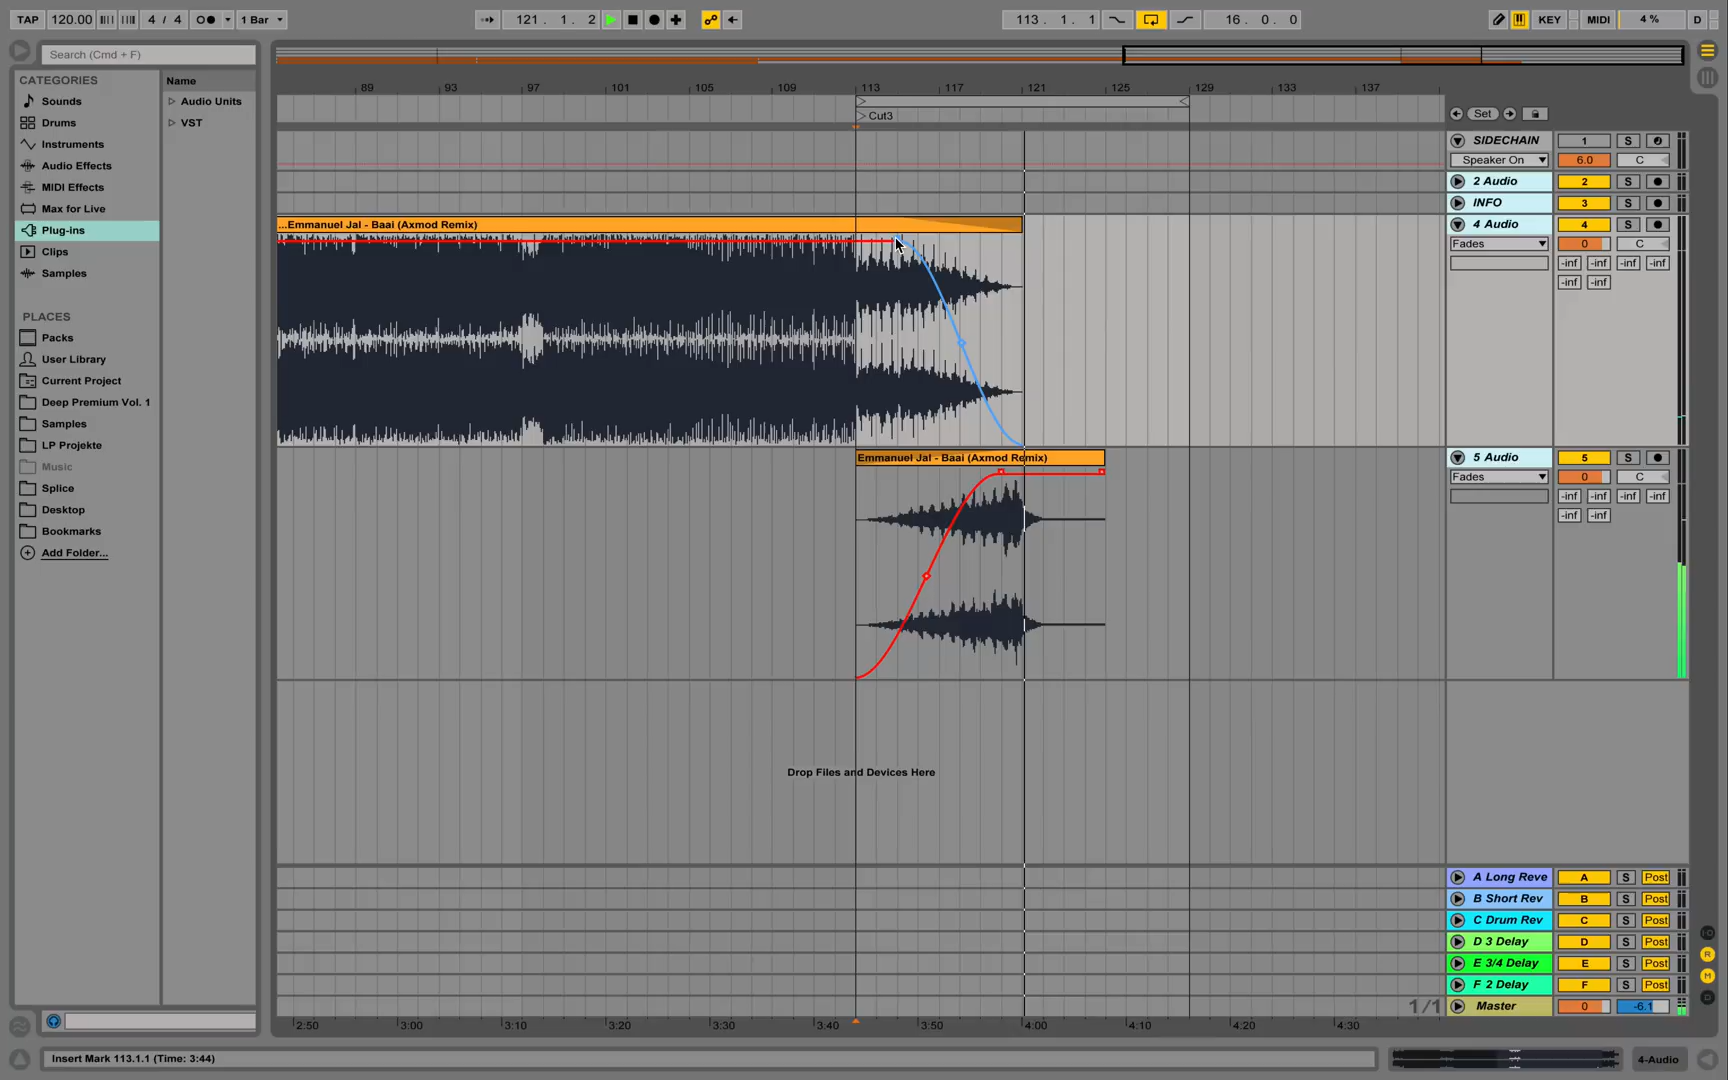 TAP 120.00 4 / 4 1 Bar 121 . 1 . 2 113 . 1 . 1 16 . 0 . 0 KEY MIDI 4 % D
Search (Cmd + F)
CATEGORIES
Sounds
Drums
Instruments
Audio Effects
MIDI Effects
Max for Live
Plug-ins
Clips
Samples
PLACES
Packs
User Library
Current Project
Deep Premium Vol. 1
Samples
LP Projekte
Music
Splice
Desktop
Bookmarks
Add Folder...
Name
Audio Units
VST
89 93 97 101 105 109 113 117 121 125 129 133 137
Cut3
Set
SIDECHAIN 1 S
Speaker On 6.0 C
2 Audio 2 S
INFO 3 S
...Emmanuel Jal - Baai (Axmod Remix)
4 Audio 4 S
Fades 0 C
-inf -inf -inf -inf
-inf -inf
Emmanuel Jal - Baai (Axmod Remix)
5 Audio 5 S
Fades 0 C
-inf -inf -inf -inf
-inf -inf
Drop Files and Devices Here
A Long Reve A S Post
B Short Rev B S Post
C Drum Rev C S Post
D 3 Delay D S Post
E 3/4 Delay E S Post
F 2 Delay F S Post
1/1 Master 0 -6.1
2:50 3:00 3:10 3:20 3:30 3:40 3:50 4:00 4:10 4:20 4:30
R
M
D
Insert Mark 113.1.1 (Time: 3:44)
4-Audio